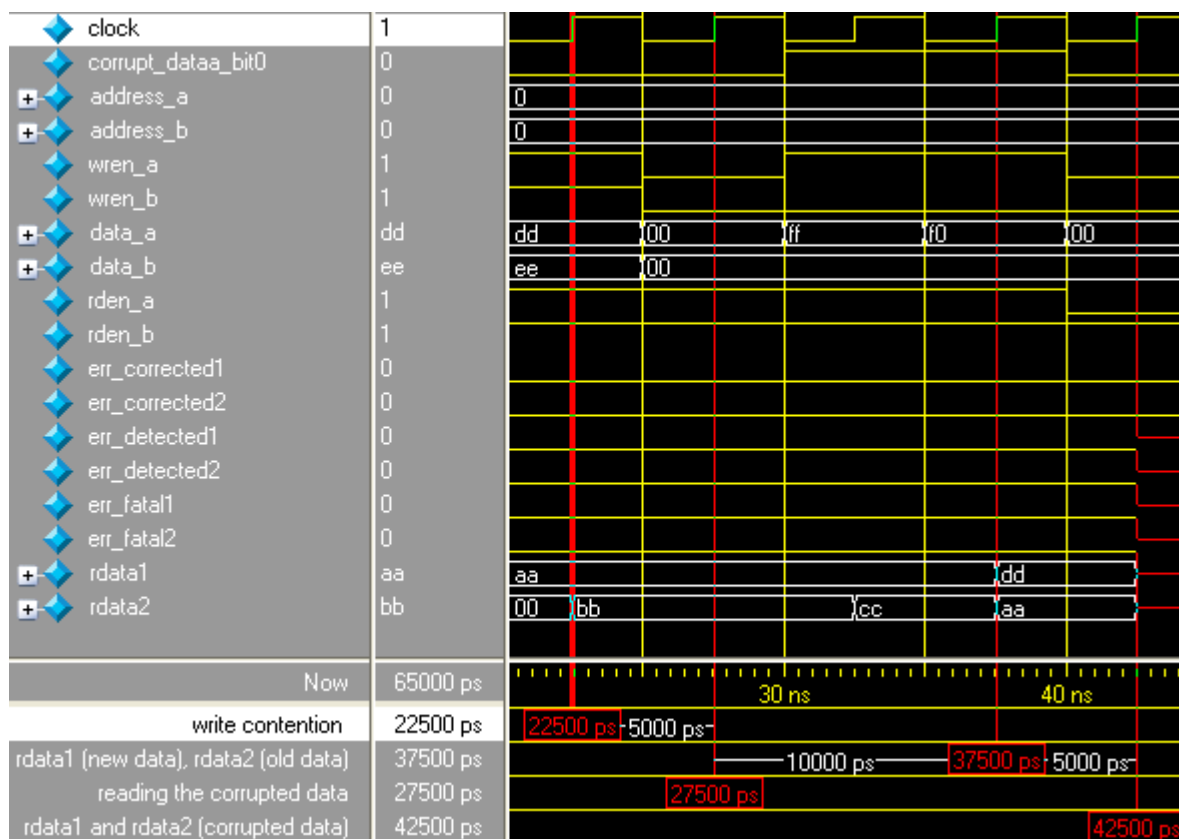 clock 1
corrupt_dataa_bit0 0
address_a 0 0
address_b 0 0
wren_a 1
wren_b 1
data_a dd dd 00 ff f0 00
data_b ee ee 00
rden_a 1
rden_b 1
err_corrected1 0
err_corrected2 0
err_detected1 0
err_detected2 0
err_fatal1 0
err_fatal2 0
rdata1 aa aa dd
rdata2 bb 00 bb cc aa
Now 65000 ps 30 ns 40 ns
write contention 22500 ps 22500 ps 5000 ps
rdata1 (new data), rdata2 (old data) 37500 ps 10000 ps 37500 ps 5000 ps
reading the corrupted data 27500 ps 27500 ps
rdata1 and rdata2 (corrupted data) 42500 ps 42500 ps